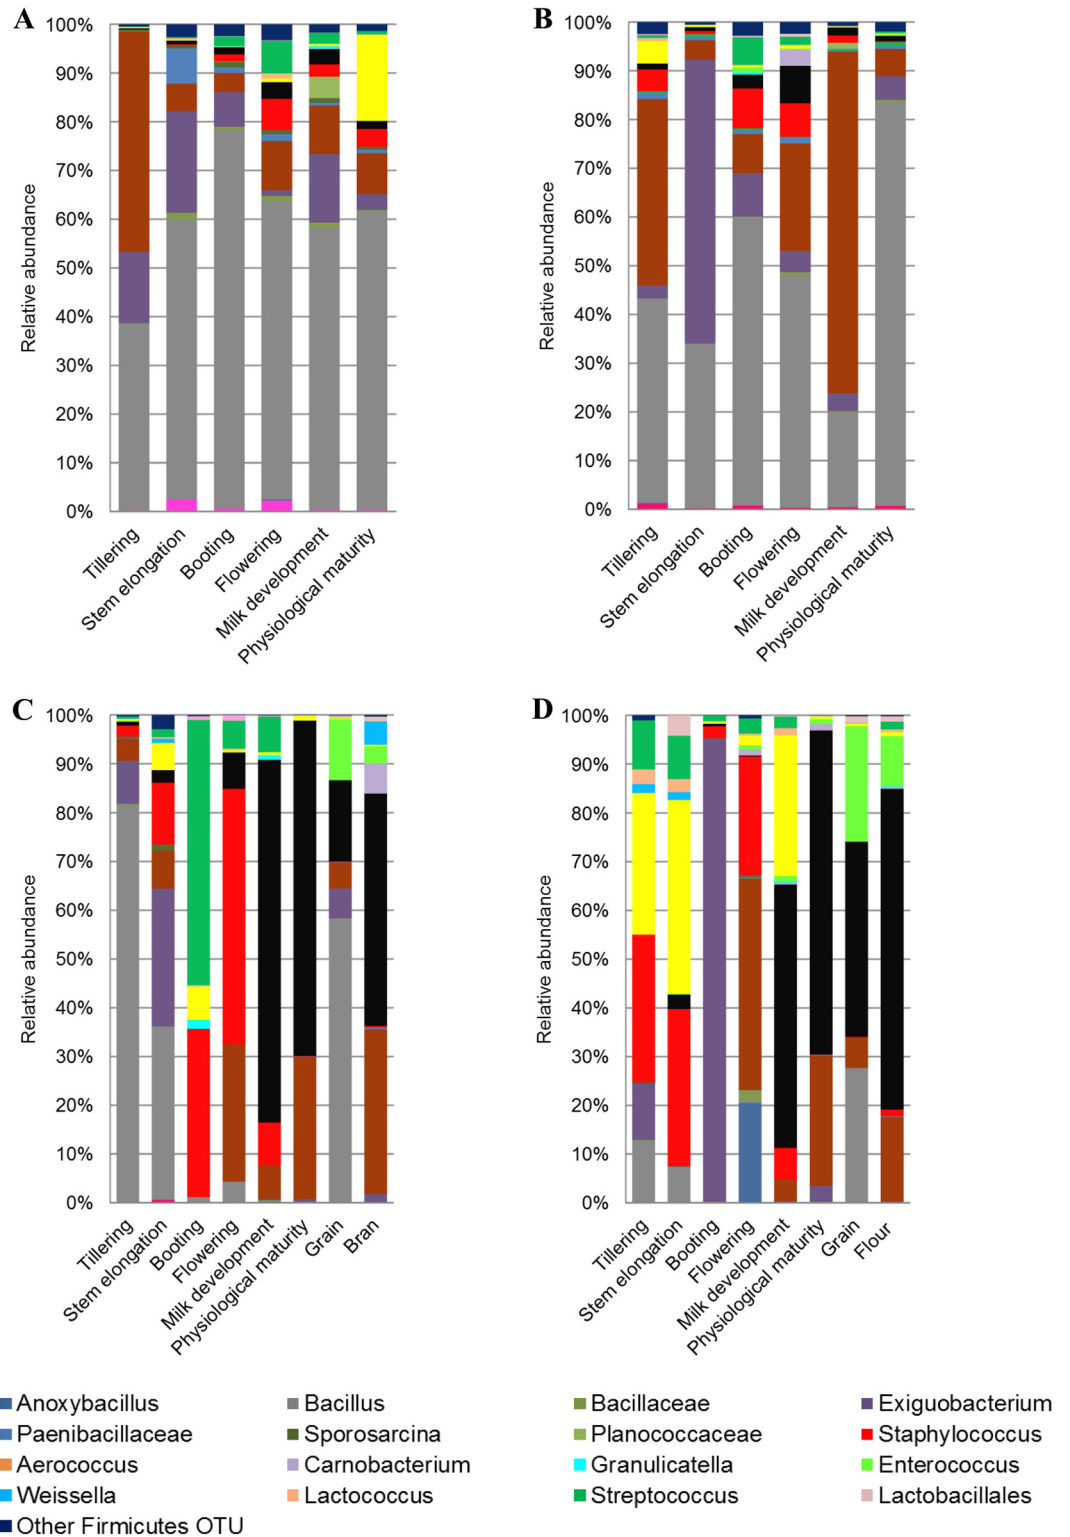 A
100%
90%
80%
70%
60%
50%
40%
30%
20%
10%
0%
Relative abundance
Tillering
Stem elongation
Booting
Flowering
Milk development
Physiological maturity
B
100%
90%
80%
70%
60%
50%
40%
30%
20%
10%
0%
Relative abundance
Tillering
Stem elongation
Booting
Flowering
Milk development
Physiological maturity
C
100%
90%
80%
70%
60%
50%
40%
30%
20%
10%
0%
Relative abundance
Tillering
Stem elongation
Booting
Flowering
Milk development
Physiological maturity
Grain
Bran
D
100%
90%
80%
70%
60%
50%
40%
30%
20%
10%
0%
Relative abundance
Tillering
Stem elongation
Booting
Flowering
Milk development
Physiological maturity
Grain
Flour
Anoxybacillus Bacillus Bacillaceae Exiguobacterium
Paenibacillaceae Sporosarcina Planococcaceae Staphylococcus
Aerococcus Carnobacterium Granulicatella Enterococcus
Weissella Lactococcus Streptococcus Lactobacillales
Other Firmicutes OTU